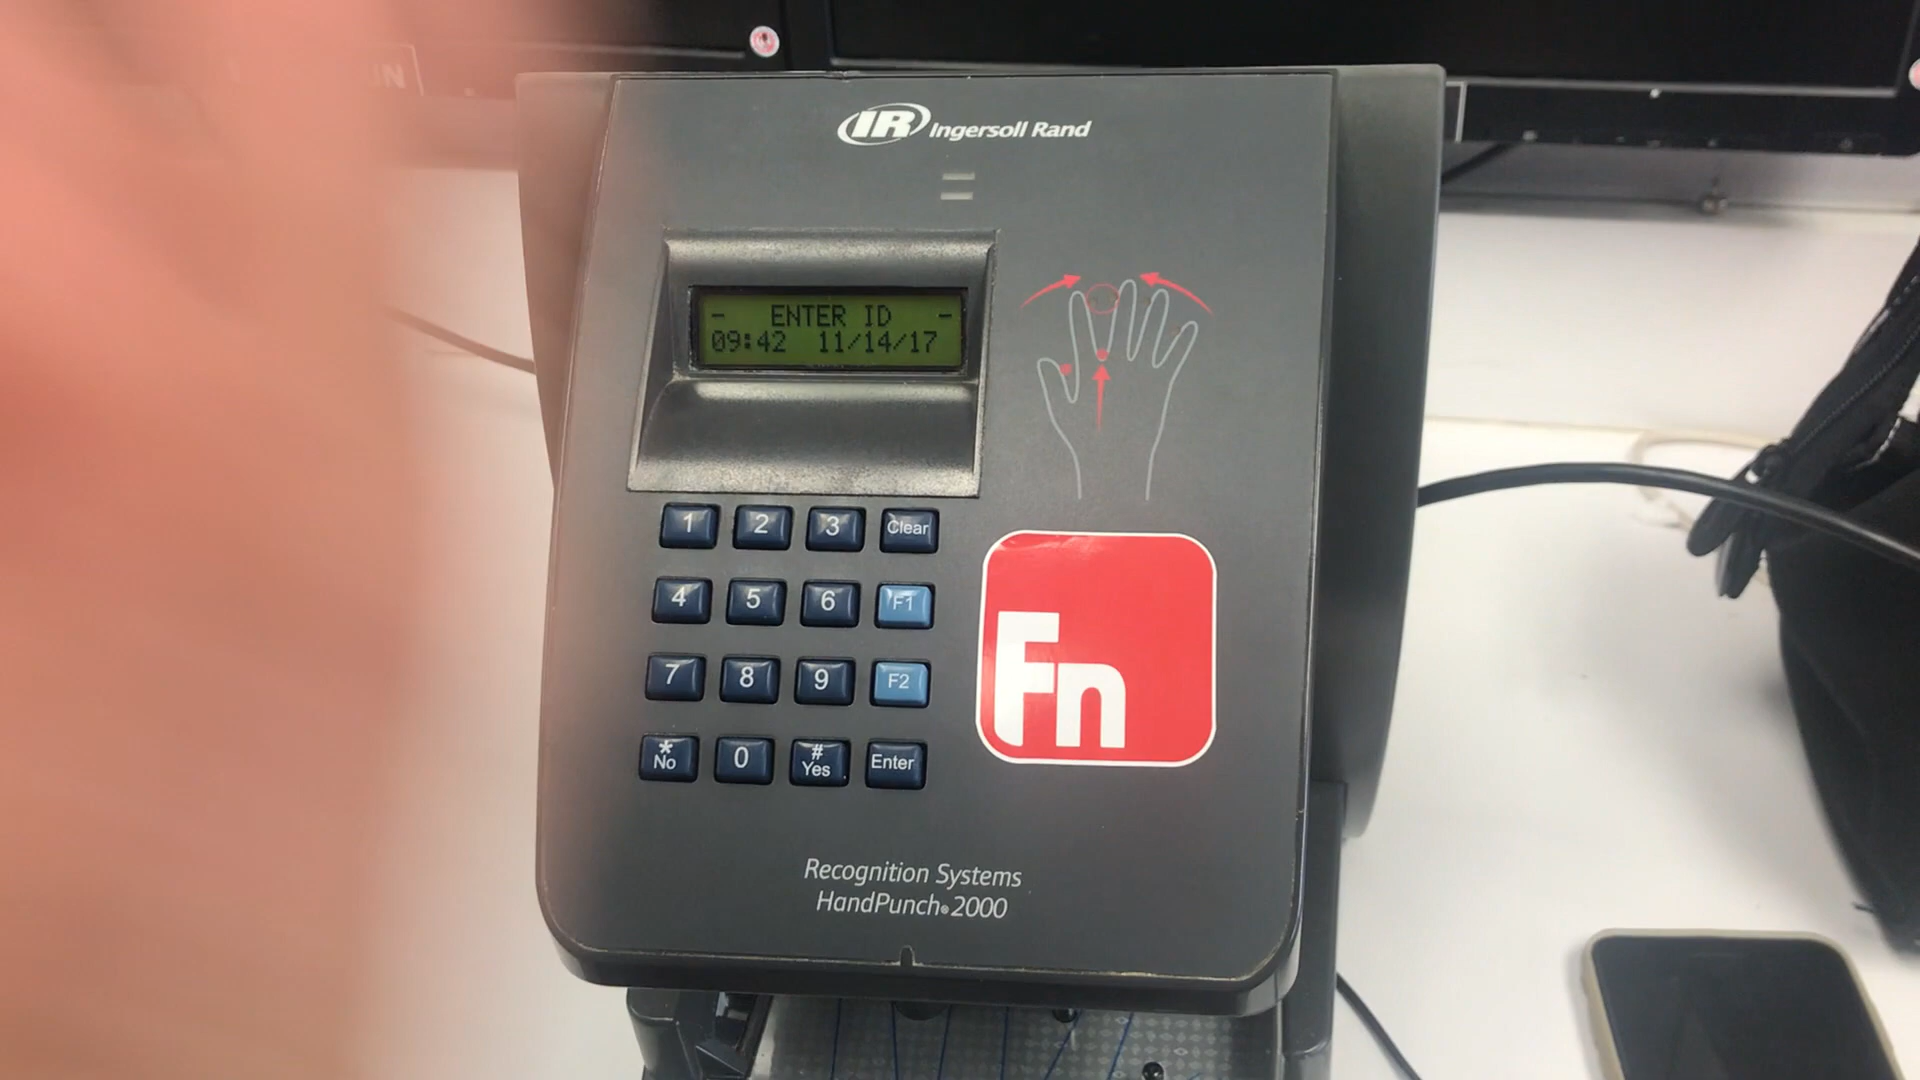 IR Ingersoll Rand
- ENTER ID -
09:42 11/14/17
1 2 3 Clear
4 5 6 F1
7 8 9 F2
* No 0 # Yes Enter
Fn
Recognition Systems
HandPunch® 2000